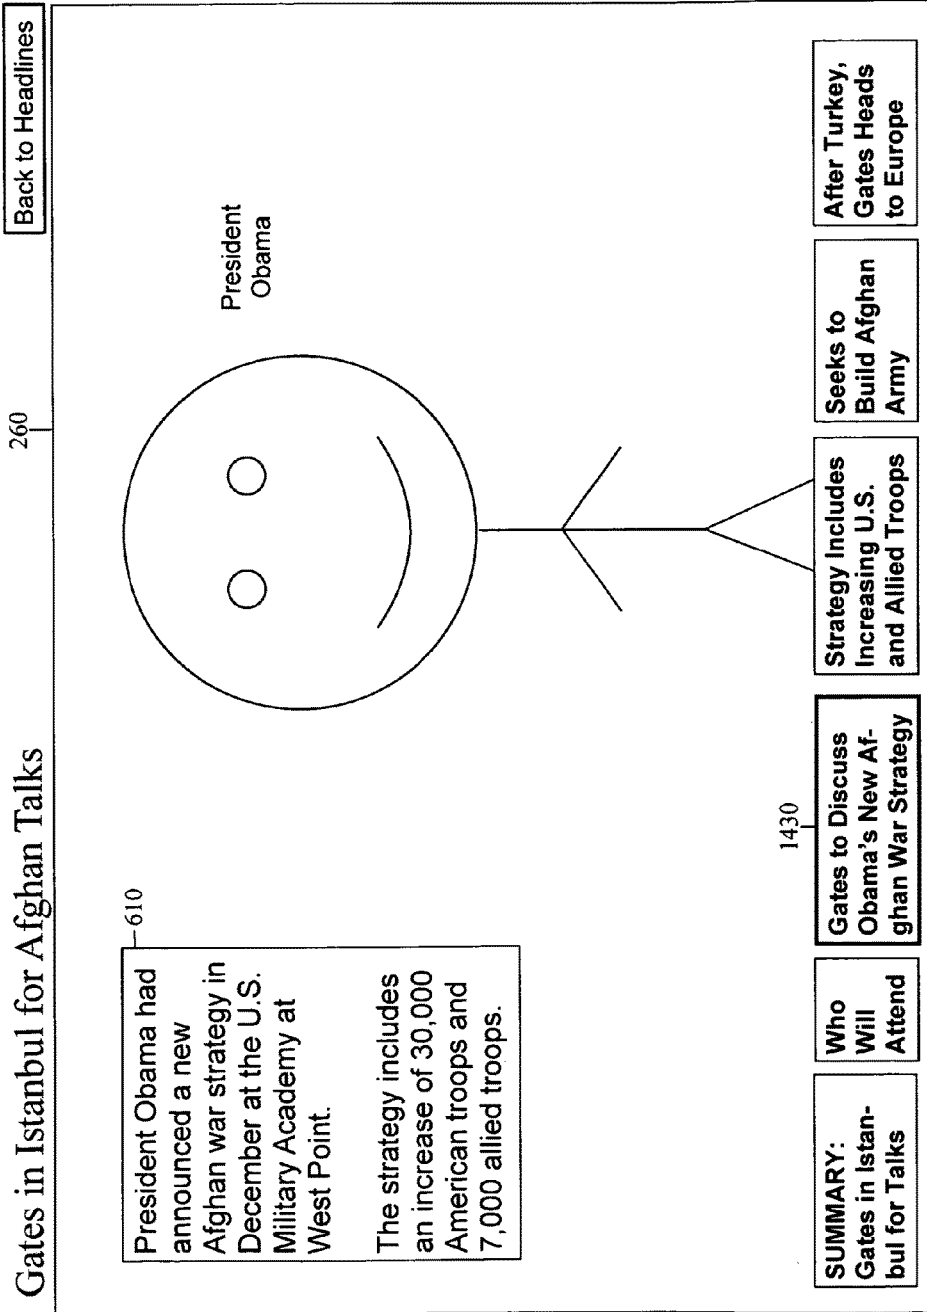 Gates in Istanbul for Afghan Talks
260
Back to Headlines
610
President Obama had
announced a new
Afghan war strategy in
December at the U.S.
Military Academy at
West Point.
The strategy includes
an increase of 30,000
American troops and
7,000 allied troops.
President
Obama
1430
SUMMARY:
Gates in Istan-
bul for Talks
Who
Will
Attend
Gates to Discuss
Obama's New Af-
ghan War Strategy
Strategy Includes
Increasing U.S.
and Allied Troops
Seeks to
Build Afghan
Army
After Turkey,
Gates Heads
to Europe